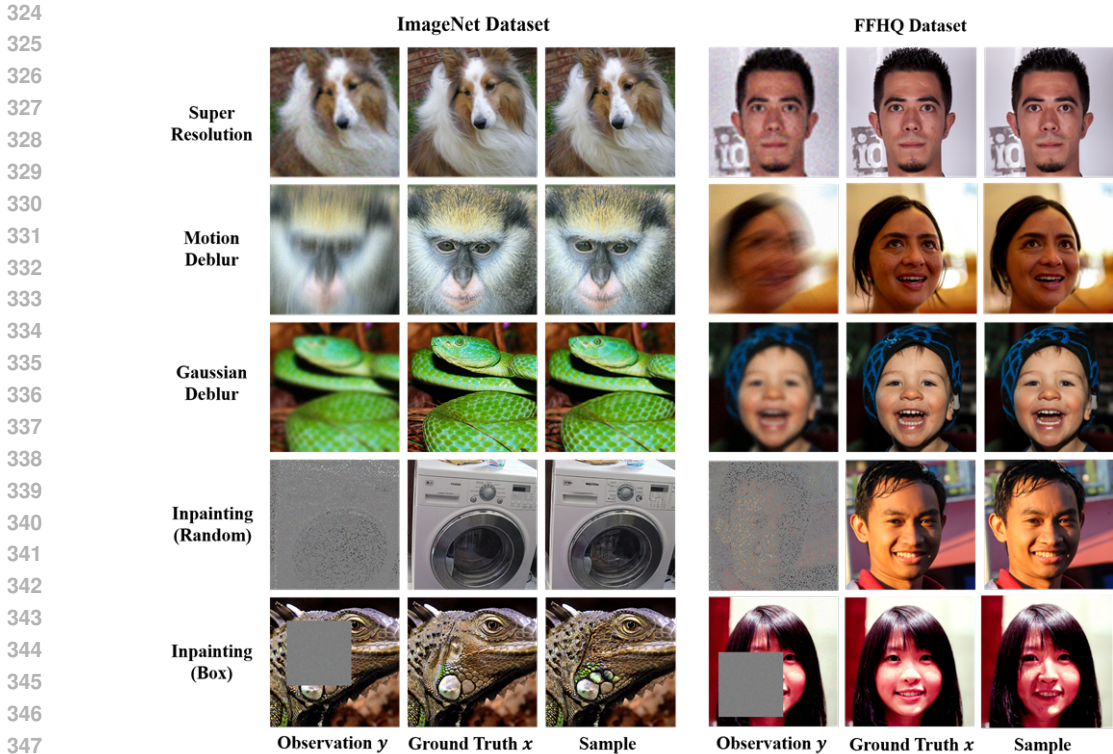 324
325
326
327
328
329
330
331
332
333
334
335
336
337
338
339
340
341
342
343
344
345
346
347
ImageNet Dataset
FFHQ Dataset
Super
Resolution
Motion
Deblur
Gaussian
Deblur
Inpainting
(Random)
Inpainting
(Box)
Observation y
Ground Truth x
Sample
Observation y
Ground Truth x
Sample